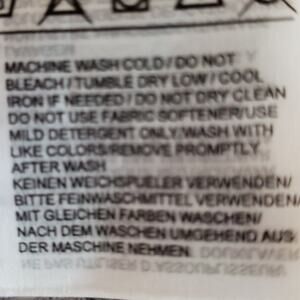 MACHINE WASH COLD / DO NOT
BLEACH / TUMBLE DRY LOW / COOL
IRON IF NEEDED / DO NOT DRY CLEAN
DO NOT USE FABRIC SOFTENER/USE
MILD DETERGENT ONLY/WASH WITH
LIKE COLORS/REMOVE PROMPTLY
AFTER WASH
KEINEN WEICHSPUELER VERWENDEN/
BITTE FEINWASCHMITTEL VERWENDEN/
MIT GLEICHEN FARBEN WASCHEN/
NACH DEM WASCHEN UMGEHEND AUS
DER MASCHINE NEHMEN